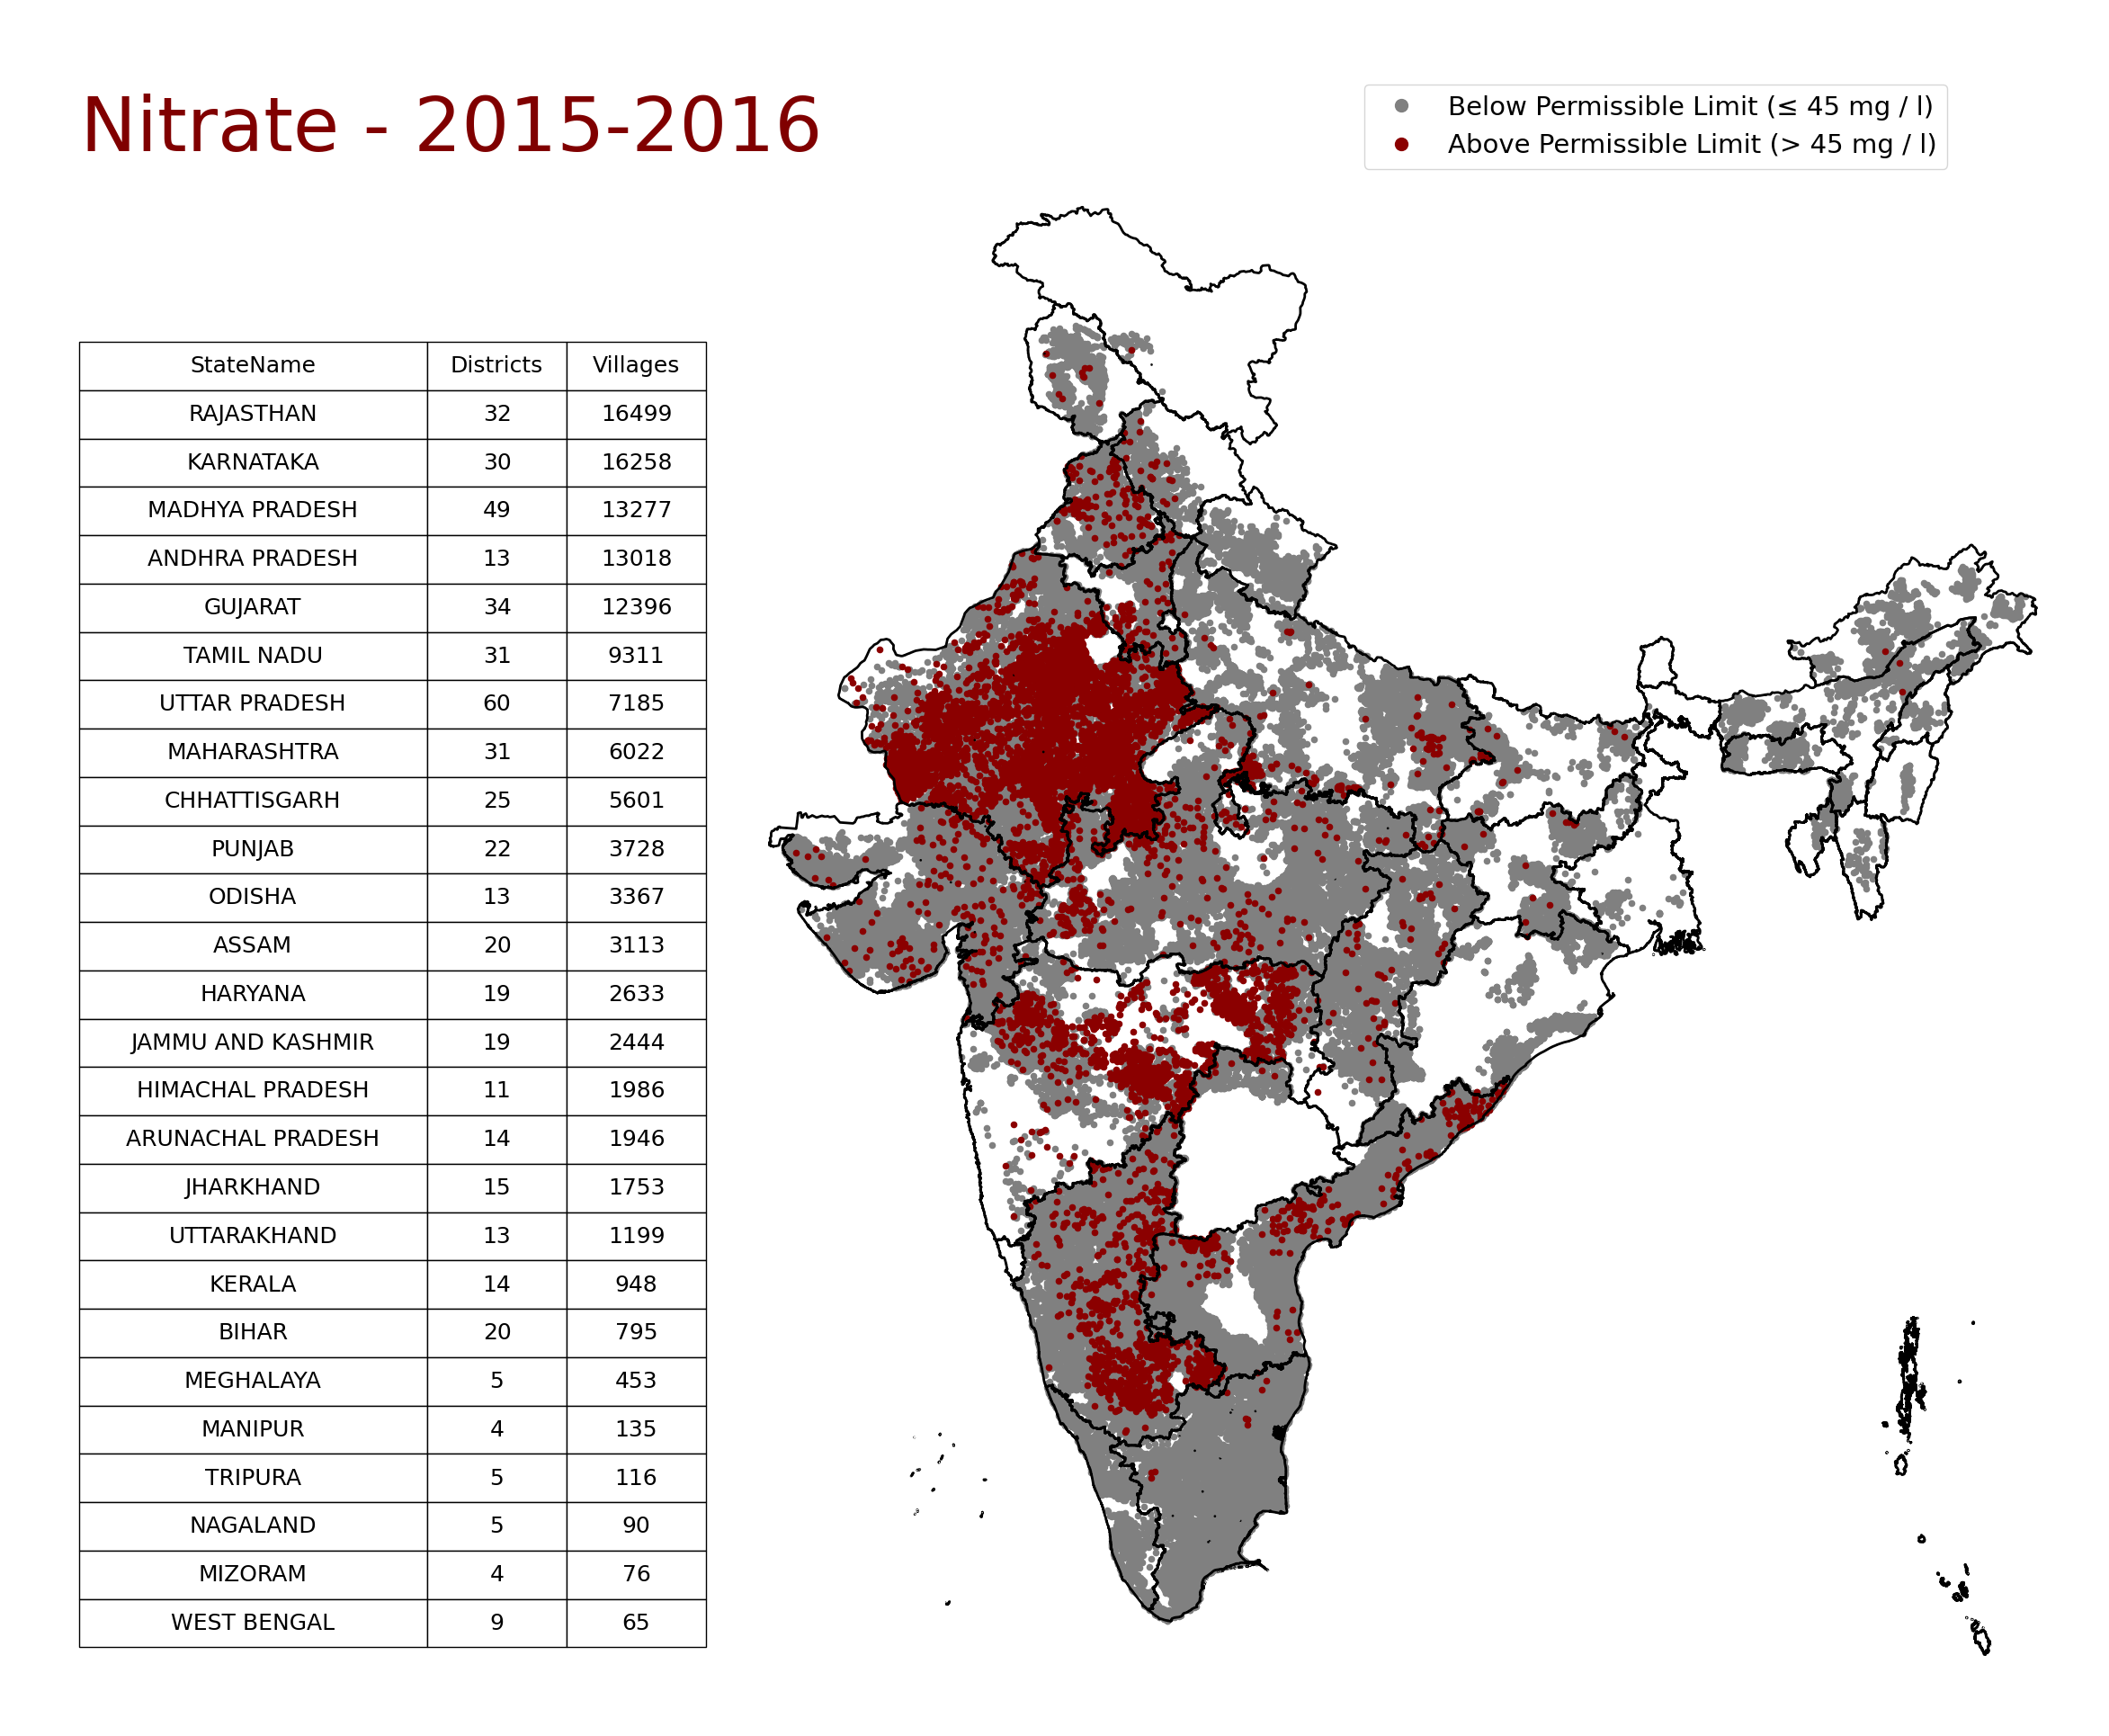 Nitrate - 2015-2016
Below Permissible Limit (≤ 45 mg / l)
Above Permissible Limit (> 45 mg / l)
StateName Districts Villages
RAJASTHAN 32 16499
KARNATAKA 30 16258
MADHYA PRADESH 49 13277
ANDHRA PRADESH 13 13018
GUJARAT 34 12396
TAMIL NADU 31 9311
UTTAR PRADESH 60 7185
MAHARASHTRA 31 6022
CHHATTISGARH 25 5601
PUNJAB 22 3728
ODISHA 13 3367
ASSAM 20 3113
HARYANA 19 2633
JAMMU AND KASHMIR 19 2444
HIMACHAL PRADESH 11 1986
ARUNACHAL PRADESH 14 1946
JHARKHAND 15 1753
UTTARAKHAND 13 1199
KERALA 14 948
BIHAR 20 795
MEGHALAYA 5 453
MANIPUR 4 135
TRIPURA 5 116
NAGALAND 5 90
MIZORAM 4 76
WEST BENGAL 9 65